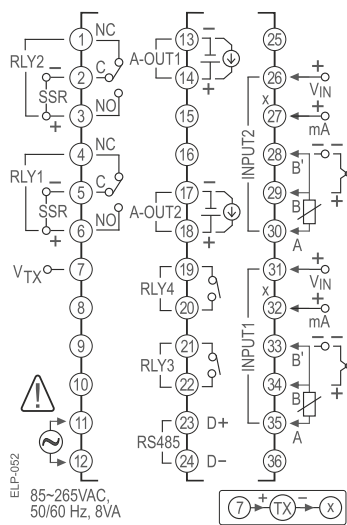 1 NC
RLY2
2 C
SSR
3 NO
4 NC
RLY1
5 C
SSR
6 NO
VTX 7
8
9
10
11
12
ELP-052
85~265VAC,
50/60 Hz, 8VA
13
A-OUT1
14
15
16
17
A-OUT2
18
19
RLY4
20
21
RLY3
22
23 D+
RS485
24 D−
25
26 + VIN
x
27 + mA
INPUT2
28 B'
29 B
30 A
31 + VIN
x
32 + mA
INPUT1
33 B'
34 B
35 A
36
7 + TX − x